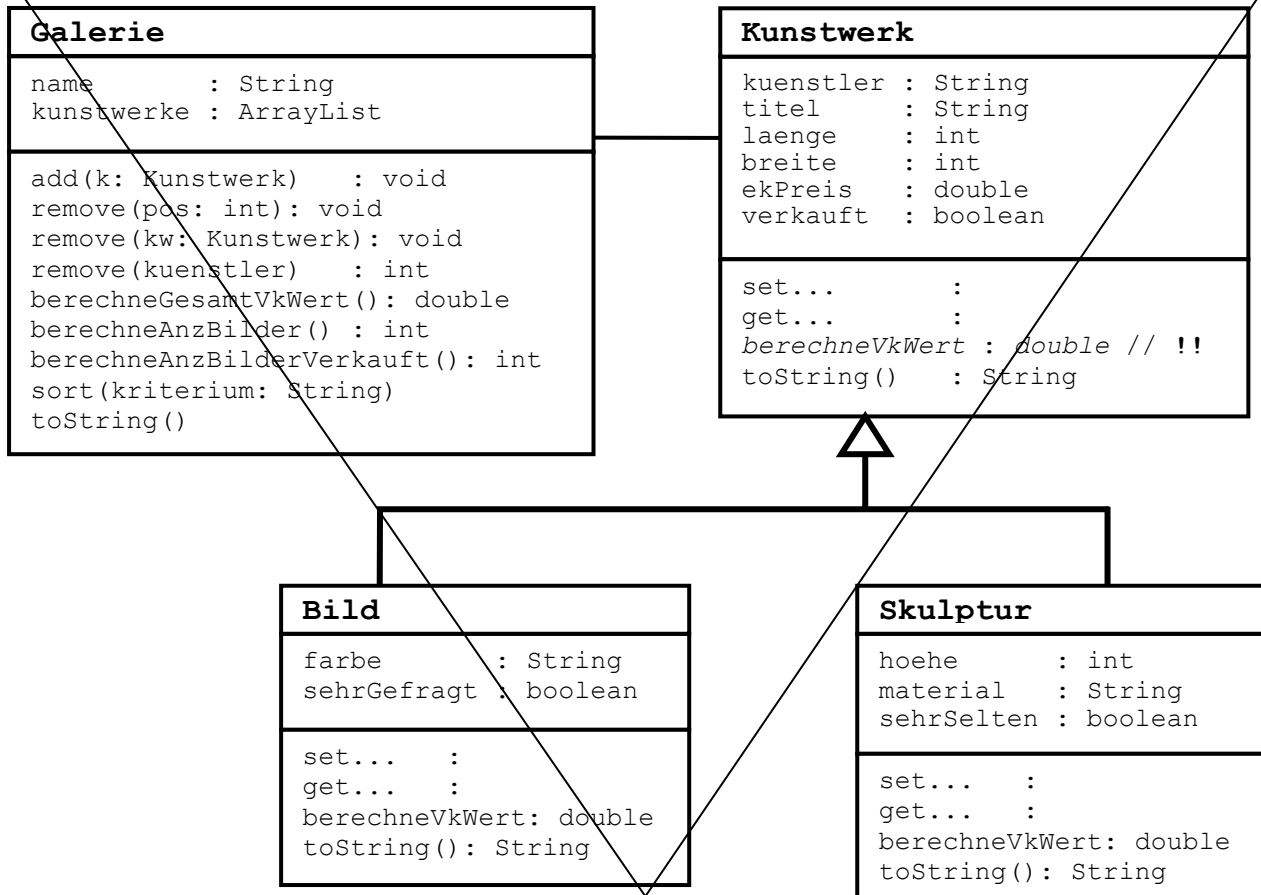 Galerie
name : String
kunstwerke : ArrayList
add(k: Kunstwerk) : void
remove(pos: int): void
remove(kw: Kunstwerk): void
remove(kuenstler) : int
berechneGesamtVkWert(): double
berechneAnzBilder() : int
berechneAnzBilderVerkauft(): int
sort(kriterium: String)
toString()
Kunstwerk
kuenstler : String
titel : String
laenge : int
breite : int
ekPreis : double
verkauft : boolean
set... :
get... :
berechneVkWert : double // !!
toString() : String
Bild
farbe : String
sehrGefragt : boolean
set... :
get... :
berechneVkWert: double
toString(): String
Skulptur
hoehe : int
material : String
sehrSelten : boolean
set... :
get... :
berechneVkWert: double
toString(): String